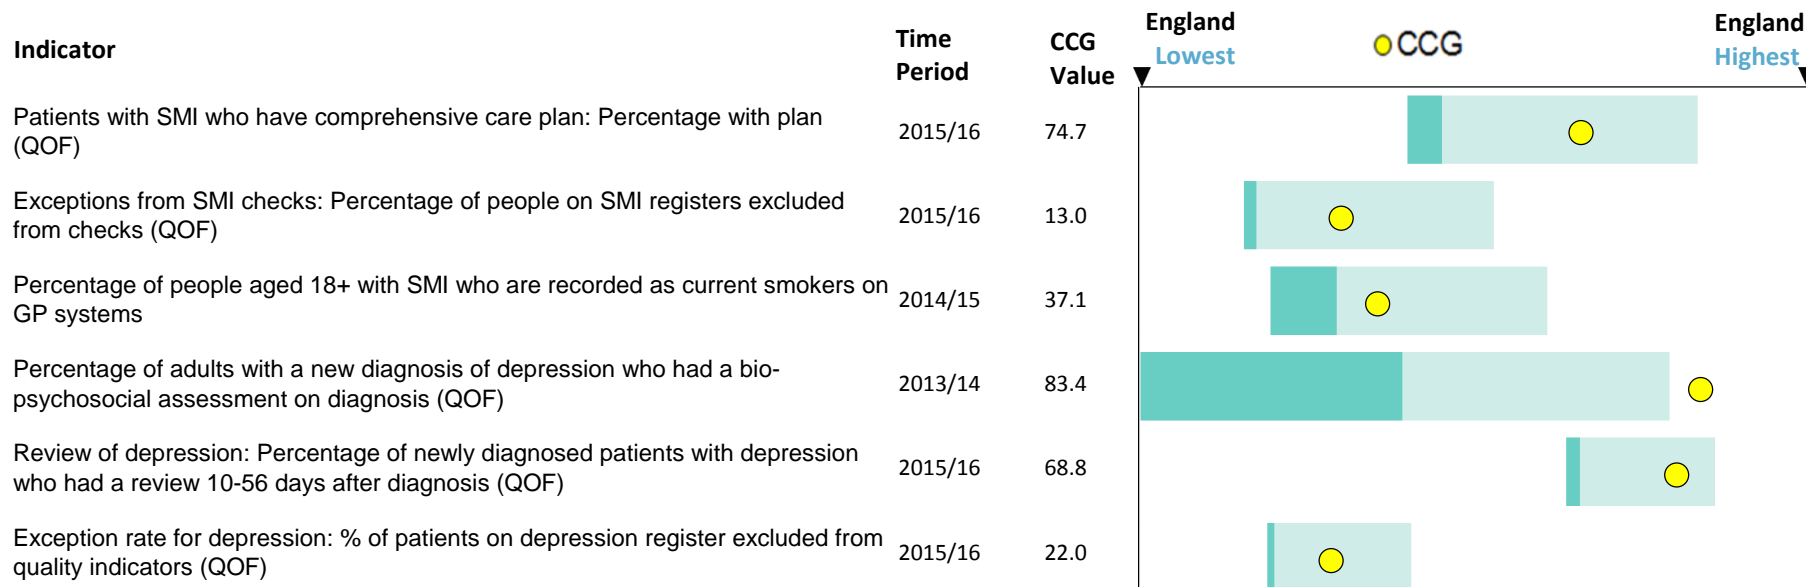 Indicator
Time
Period
CCG
Value
England
Lowest
CCG
England
Highest
Patients with SMI who have comprehensive care plan: Percentage with plan
(QOF)
2015/16
74.7
Exceptions from SMI checks: Percentage of people on SMI registers excluded
from checks (QOF)
2015/16
13.0
Percentage of people aged 18+ with SMI who are recorded as current smokers on
GP systems
2014/15
37.1
Percentage of adults with a new diagnosis of depression who had a bio-
psychosocial assessment on diagnosis (QOF)
2013/14
83.4
Review of depression: Percentage of newly diagnosed patients with depression
who had a review 10-56 days after diagnosis (QOF)
2015/16
68.8
Exception rate for depression: % of patients on depression register excluded from
quality indicators (QOF)
2015/16
22.0